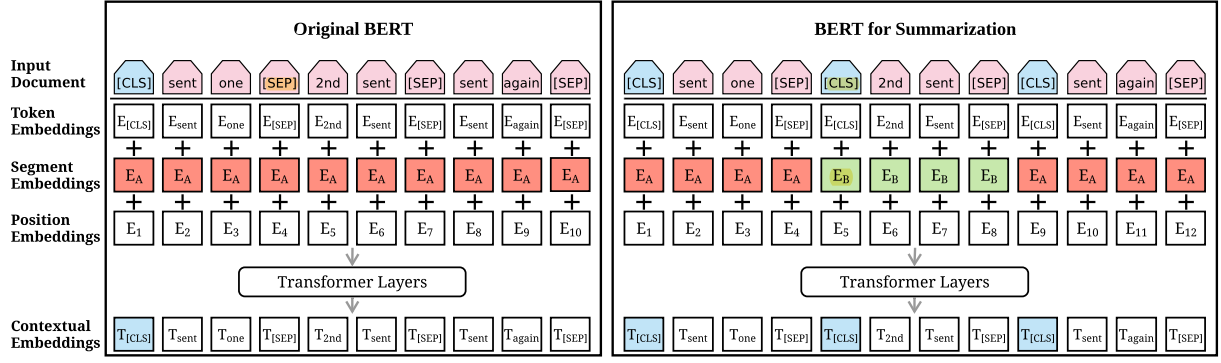 Original BERT
BERT for Summarization
Input Document
[CLS] sent one [SEP] 2nd sent [SEP] sent again [SEP]
[CLS] sent one [SEP] [CLS] 2nd sent [SEP] [CLS] sent again [SEP]
Token Embeddings
E[CLS] Esent Eone E[SEP] E2nd Esent E[SEP] Esent Eagain E[SEP]
E[CLS] Esent Eone E[SEP] E[CLS] E2nd Esent E[SEP] E[CLS] Esent Eagain E[SEP]
+ + + + + + + + + +
+ + + + + + + + + + + +
Segment Embeddings
EA EA EA EA EA EA EA EA EA EA
EA EA EA EA EB EB EB EB EA EA EA EA
+ + + + + + + + + +
+ + + + + + + + + + + +
Position Embeddings
E1 E2 E3 E4 E5 E6 E7 E8 E9 E10
E1 E2 E3 E4 E5 E6 E7 E8 E9 E10 E11 E12
Transformer Layers
Transformer Layers
Contextual Embeddings
T[CLS] Tsent Tone T[SEP] T2nd Tsent T[SEP] Tsent Tagain T[SEP]
T[CLS] Tsent Tone T[SEP] T[CLS] T2nd Tsent T[SEP] T[CLS] Tsent Tagain T[SEP]